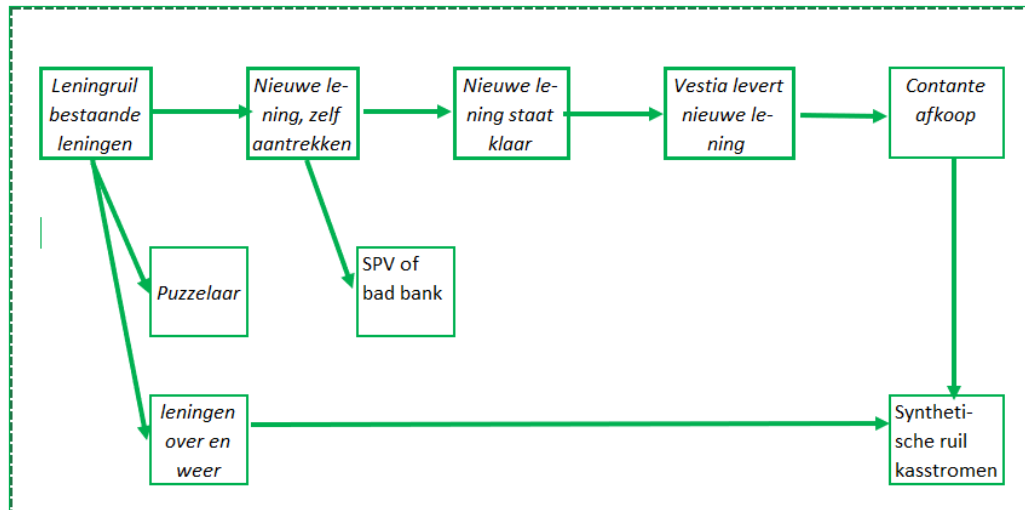 Leningruil
bestaande
leningen
Nieuwe le-
ning, zelf
aantrekken
Nieuwe le-
ning staat
klaar
Vestia levert
nieuwe le-
ning
Contante
afkoop
Puzzelaar
SPV of
bad bank
leningen
over en
weer
Syntheti-
sche ruil
kasstromen